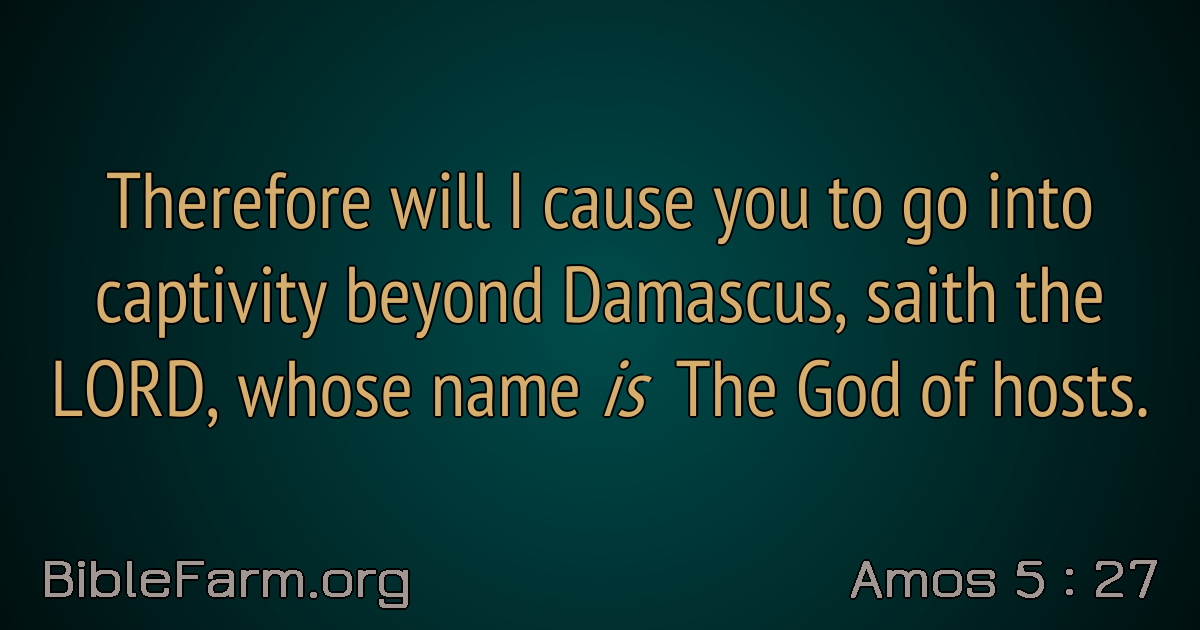 Therefore will I cause you to go into
captivity beyond Damascus, saith the
LORD, whose name is The God of hosts.
BibleFarm.org
Amos 5 : 27